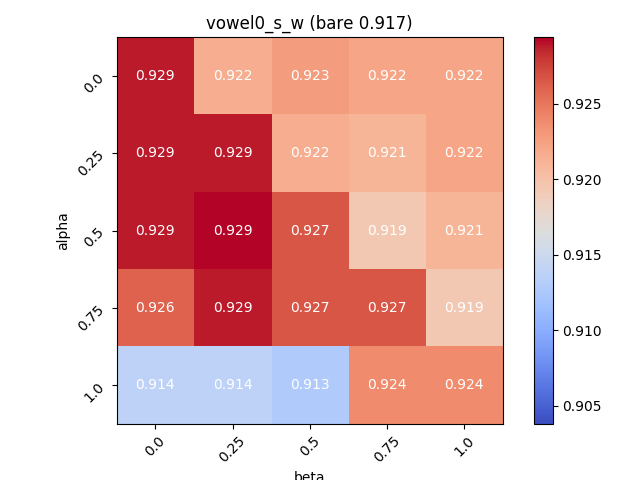 vowel0_s_w (bare 0.917)
0.0 0.929 0.922 0.923 0.922 0.922
0.25 0.929 0.929 0.922 0.921 0.922
0.5 0.929 0.929 0.927 0.919 0.921
0.75 0.926 0.929 0.927 0.927 0.919
1.0 0.914 0.914 0.913 0.924 0.924
alpha
0.0 0.25 0.5 0.75 1.0
beta
0.925
0.920
0.915
0.910
0.905